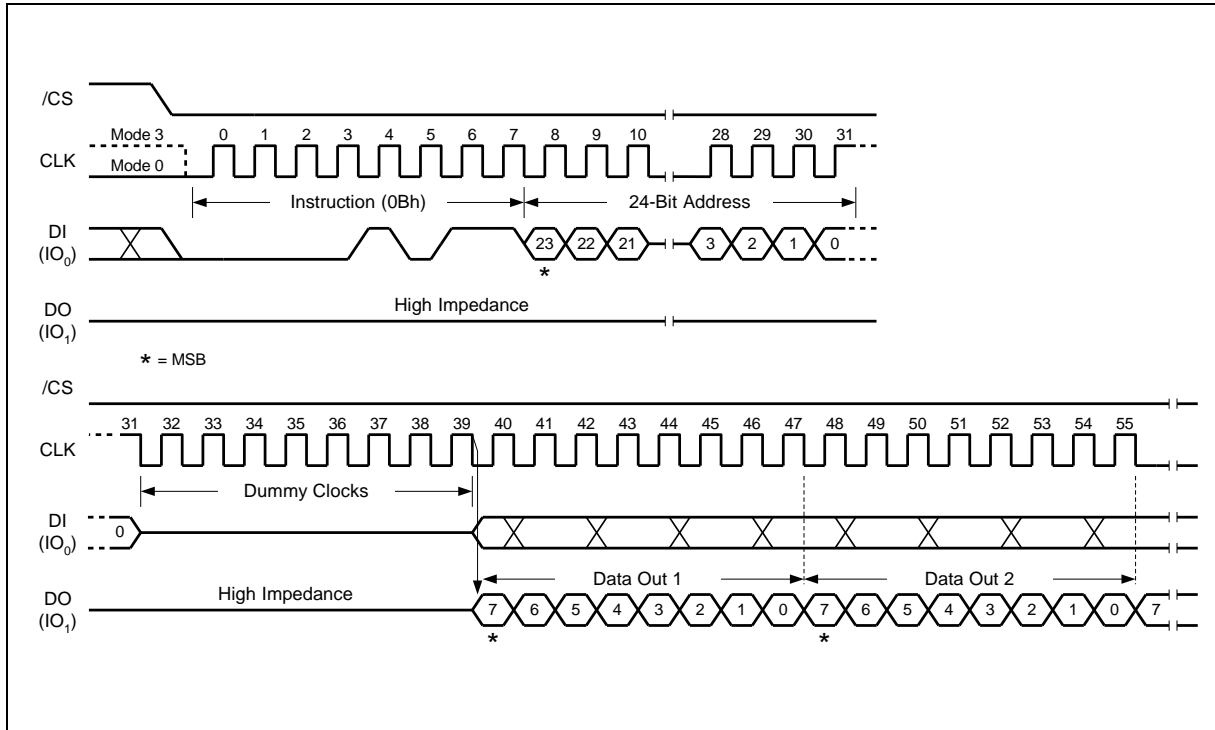 /CS
Mode 3 0 1 2 3 4 5 6 7 8 9 10 28 29 30 31
CLK Mode 0
Instruction (0Bh) 24-Bit Address
DI
(IO0) 23 22 21 3 2 1 0
*
High Impedance
DO
(IO1)
* = MSB
/CS
31 32 33 34 35 36 37 38 39 40 41 42 43 44 45 46 47 48 49 50 51 52 53 54 55
CLK
Dummy Clocks
DI
(IO0) 0
High Impedance Data Out 1 Data Out 2
DO
(IO1) 7 6 5 4 3 2 1 0 7 6 5 4 3 2 1 0 7
* *